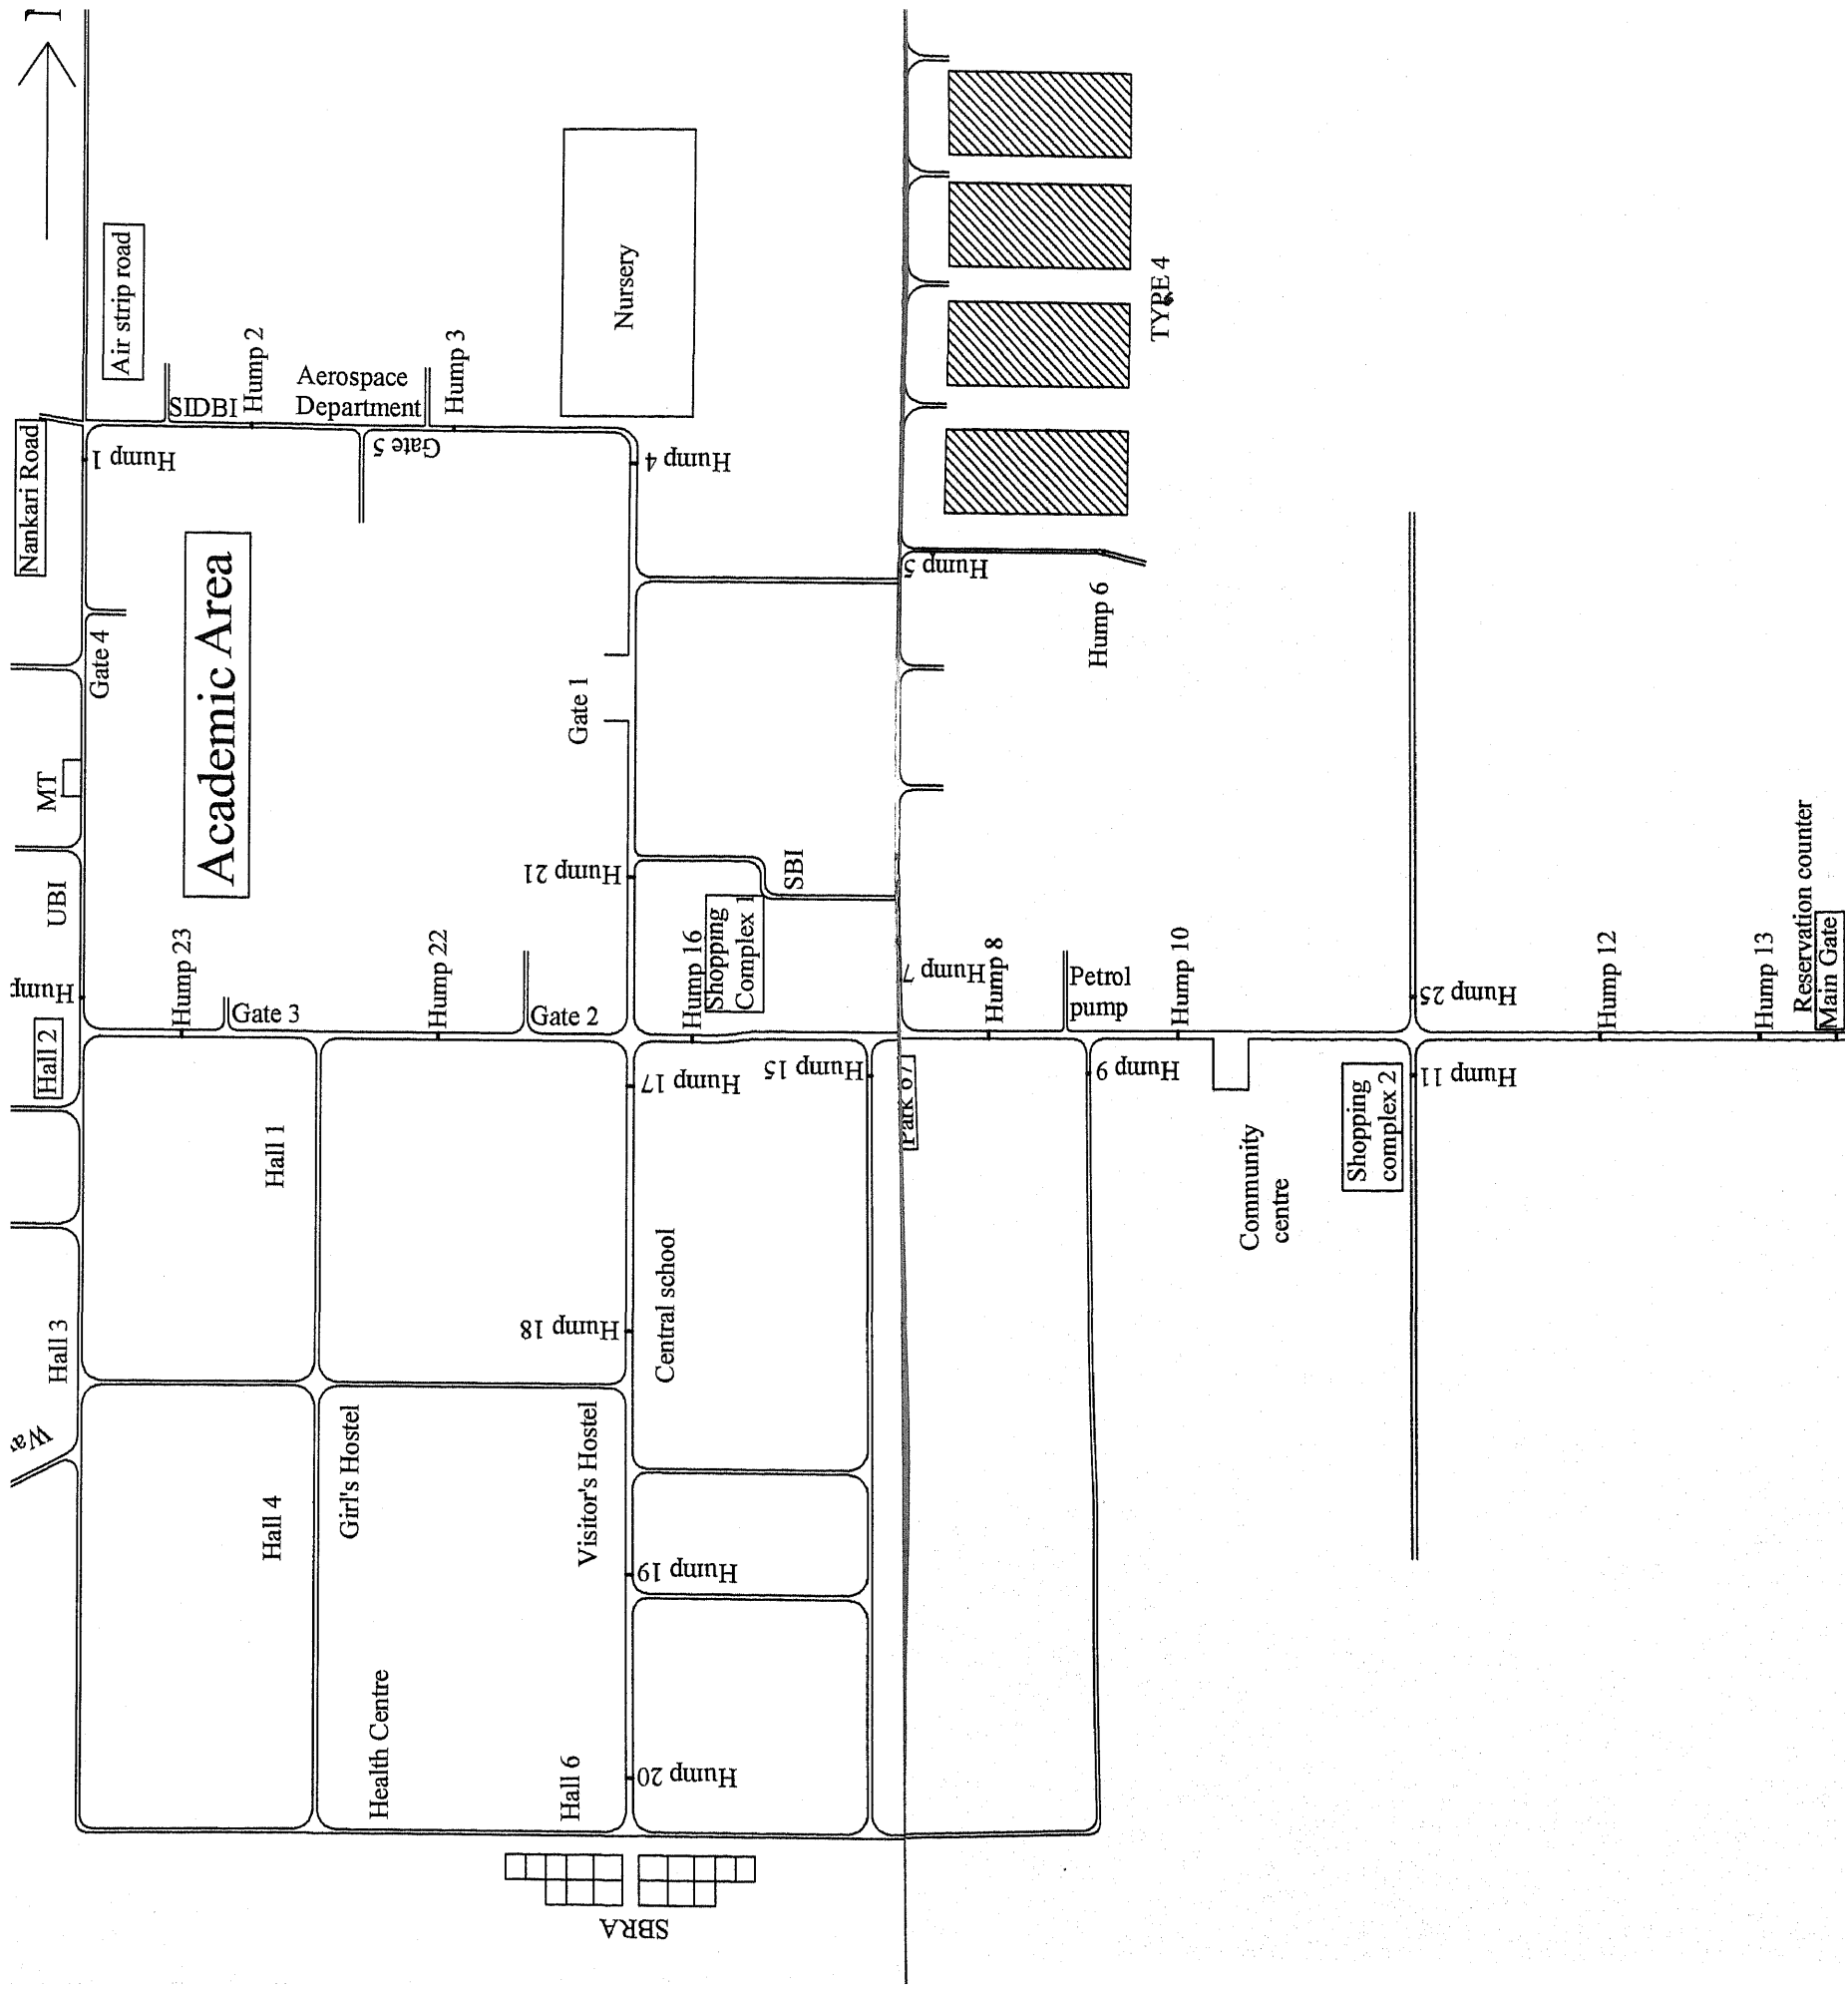 Air strip road
Nankari Road
SIDBI
Hump 2
Aerospace
Department
Hump 3
Nursery
TYPE 4
Hump 1
Gate 5
Hump 4
Academic Area
Gate 4
Gate 1
Hump 5
Hump 6
MT
UBI
Hump 21
SBI
Shopping
Complex 1
Hump
Hump 23
Gate 3
Hump 22
Gate 2
Hump 16
Hump 7
Hump 8
Petrol
pump
Hump 10
Hump 25
Hump 12
Hump 13
Reservation counter
Main Gate
Hall 2
Hall 1
Hump 17
Hump 15
Park 67
Hump 9
Community
centre
Shopping
complex 2
Hump 11
Hall 3
Hump 18
Central school
Hall 4
Girl's Hostel
Visitor's Hostel
Hump 19
Health Centre
Hall 6
Hump 20
SBRA